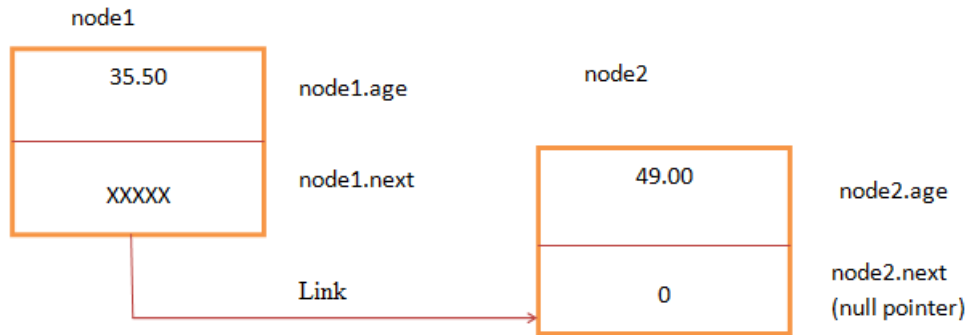 node1
35.50
node1.age
node2
XXXXX
node1.next
49.00
node2.age
Link
0
node2.next
(null pointer)